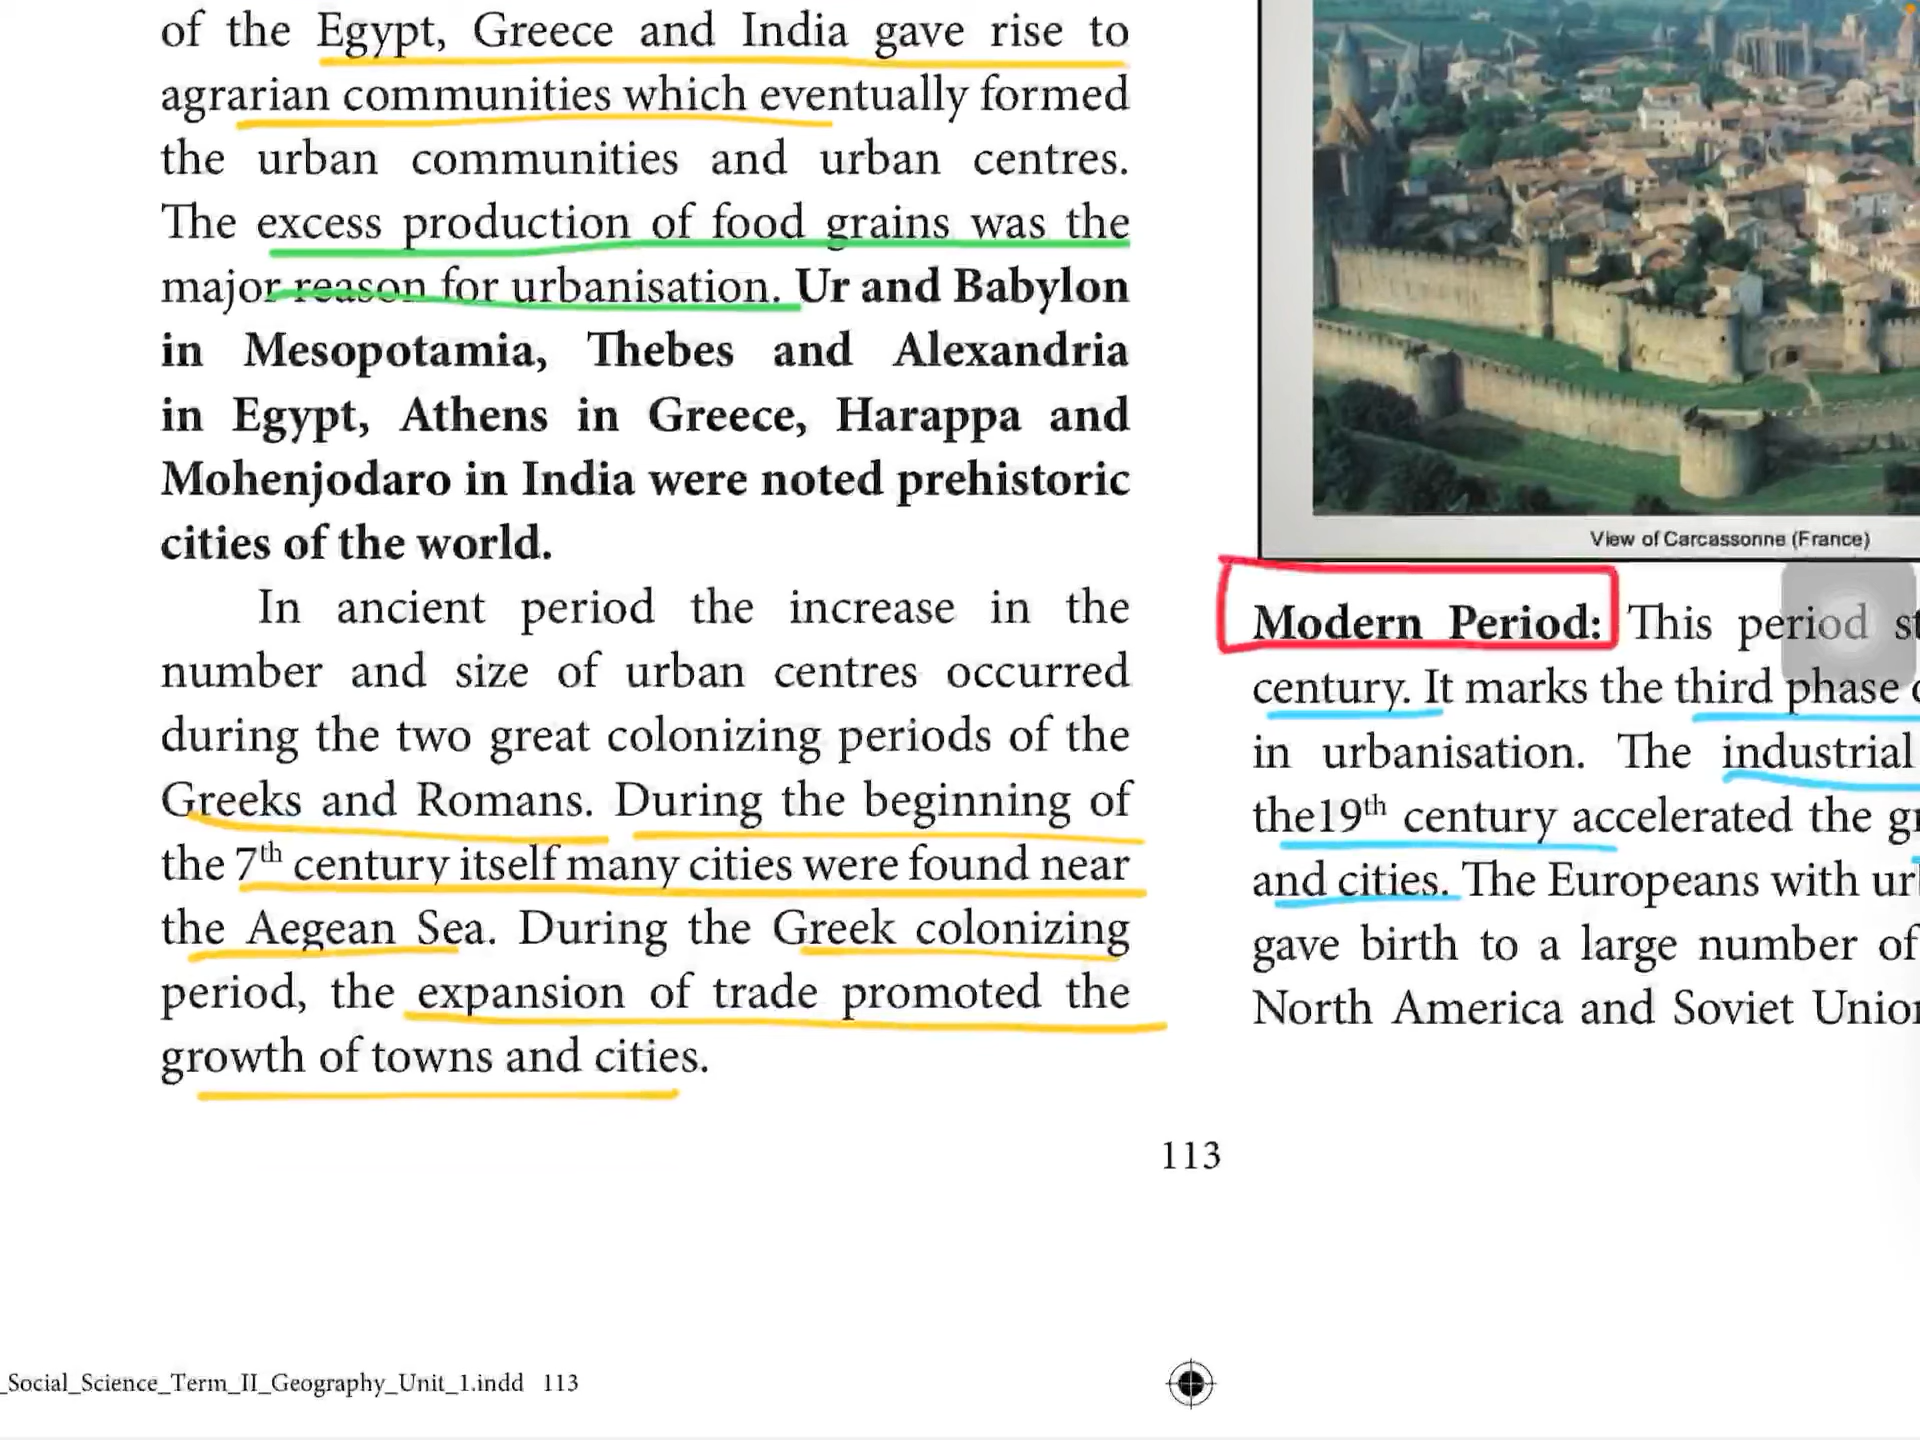 of the Egypt, Greece and India gave rise to
agrarian communities which eventually formed
the urban communities and urban centres.
The excess production of food grains was the
major reason for urbanisation. Ur and Babylon
in Mesopotamia, Thebes and Alexandria
in Egypt, Athens in Greece, Harappa and
Mohenjodaro in India were noted prehistoric
cities of the world.
In ancient period the increase in the
number and size of urban centres occurred
during the two great colonizing periods of the
Greeks and Romans. During the beginning of
the 7th century itself many cities were found near
the Aegean Sea. During the Greek colonizing
period, the expansion of trade promoted the
growth of towns and cities.
View of Carcassonne (France)
Modern Period: This period
century. It marks the third phase
in urbanisation. The industrial
the19th century accelerated the
and cities. The Europeans with
gave birth to a large number of
North America and Soviet
113
_Social_Science_Term_II_Geography_Unit_1.indd 113